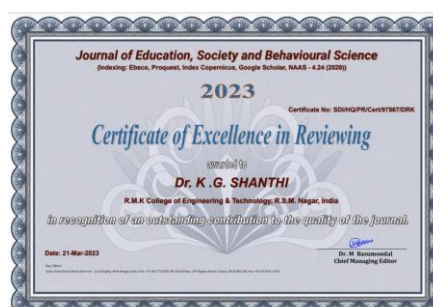 Journal of Education, Society and Behavioural Science
(Indexing: Ebsco, Proquest, Index Copernicus, Google Scholar, NAAS - 4.24 (2020))
2023
Certificate No: SDI/HQ/PR/Cert/97867/DRK
Certificate of Excellence in Reviewing
awarded to
Dr. K .G. SHANTHI
R.M.K College of Engineering & Technology, R.S.M. Nagar, India
in recognition of an outstanding contribution to the quality of the journal.
Date: 21-Mar-2023
Dr. M Basumondal
Chief Managing Editor